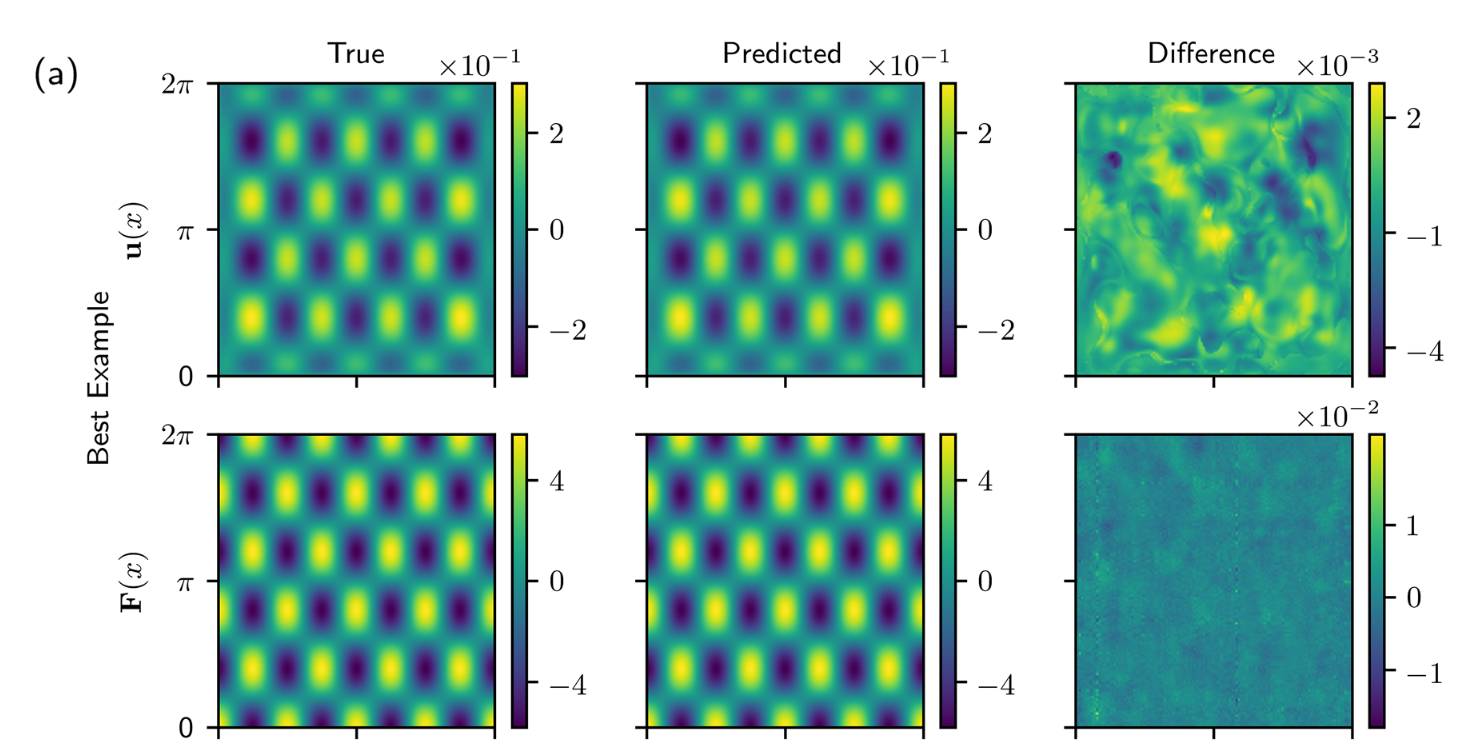 (a)
True
Predicted
Difference
×10⁻¹
×10⁻¹
×10⁻³
Best Example
u(x)
2π
π
0
2
0
−2
2
0
−2
2
−1
−4
×10⁻²
F(x)
2π
π
0
4
0
−4
4
0
−4
1
0
−1